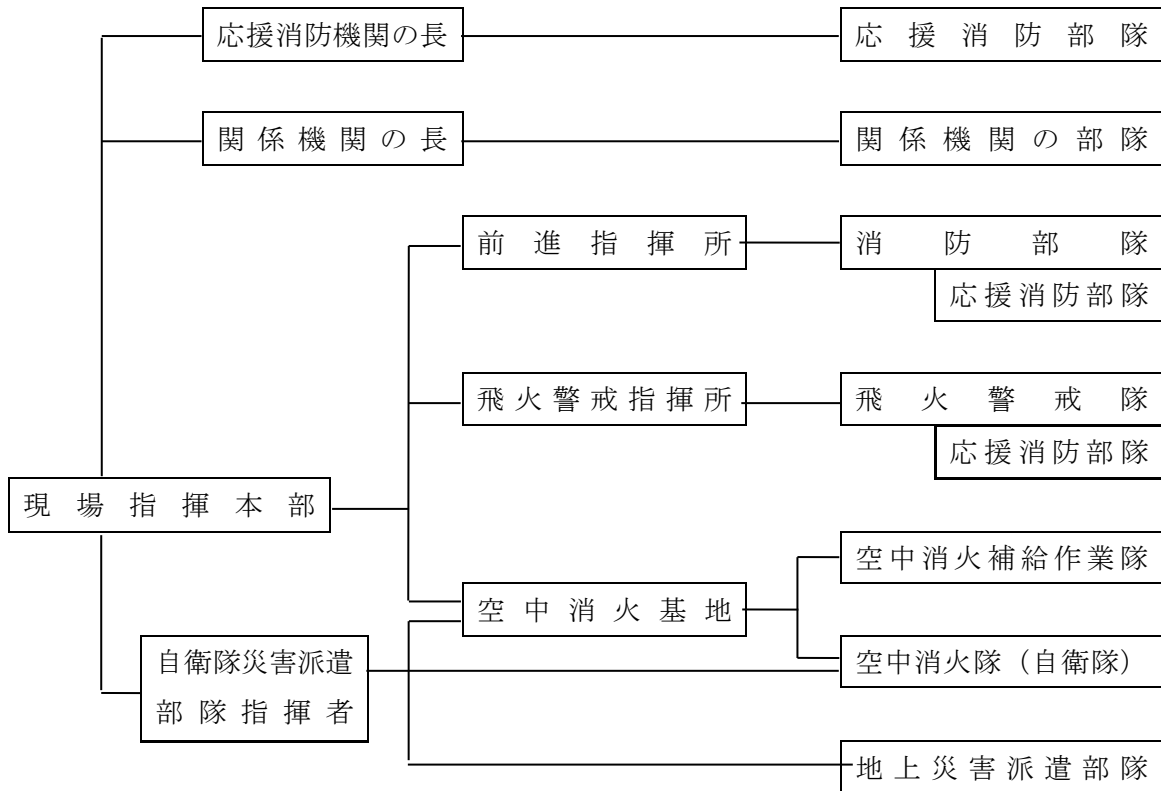 応援消防機関の長
応援消防部隊
関係機関の長
関係機関の部隊
前進指揮所
消防部隊
応援消防部隊
飛火警戒指揮所
飛火警戒隊
応援消防部隊
現場指揮本部
空中消火補給作業隊
空中消火基地
自衛隊災害派遣
部隊指揮者
空中消火隊（自衛隊）
地上災害派遣部隊